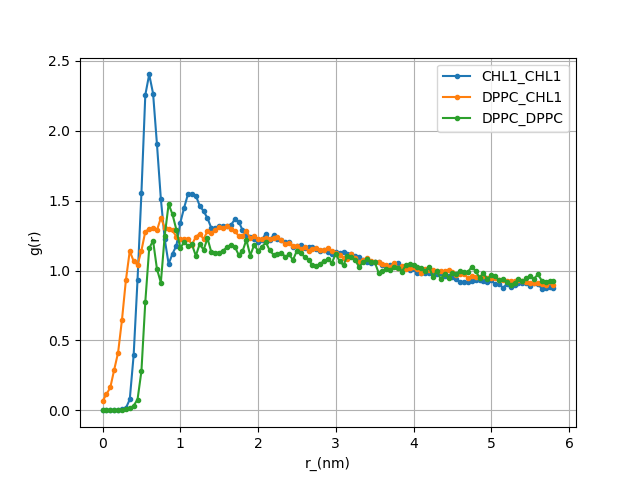 2.5
2.0
1.5
1.0
0.5
0.0
g(r)
CHL1_CHL1
DPPC_CHL1
DPPC_DPPC
0 1 2 3 4 5 6
r_(nm)